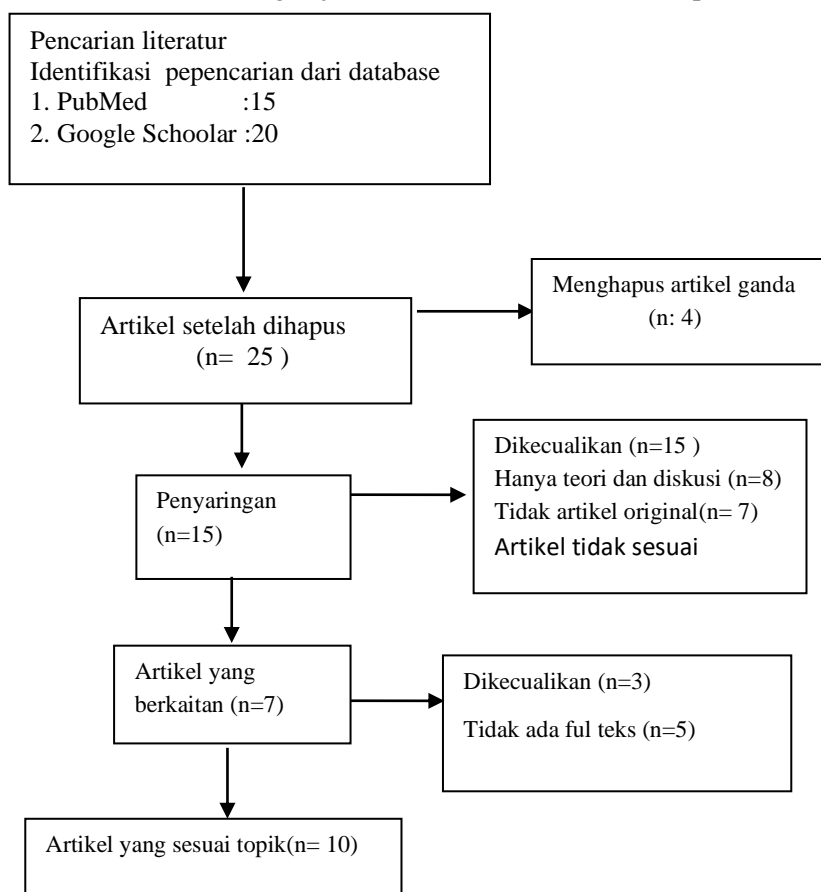 Pencarian literatur
Identifikasi pepencarian dari database
1. PubMed :15
2. Google Schoolar :20
Menghapus artikel ganda
(n: 4)
Artikel setelah dihapus
(n= 25 )
Dikecualikan (n=15 )
Hanya teori dan diskusi (n=8)
Tidak artikel original(n= 7)
Artikel tidak sesuai
Penyaringan
(n=15)
Artikel yang
berkaitan (n=7)
Dikecualikan (n=3)
Tidak ada ful teks (n=5)
Artikel yang sesuai topik(n= 10)